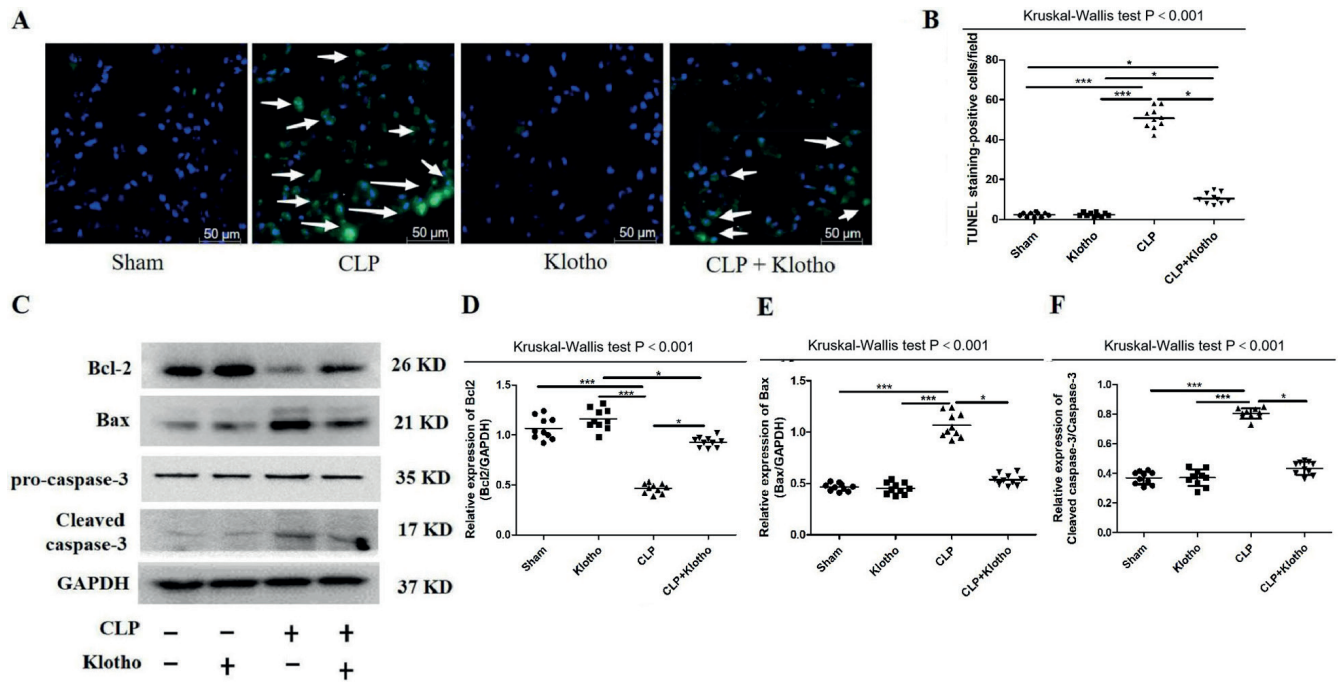 A
50 µm
50 µm
50 µm
50 µm
Sham
CLP
Klotho
CLP + Klotho
B
Kruskal-Wallis test P < 0.001
TUNEL staining-positive cells/field
80
60
40
20
0
*
*
***
***
*
Sham
Klotho
CLP
CLP+Klotho
C
Bcl-2
26 KD
Bax
21 KD
pro-caspase-3
35 KD
Cleaved
caspase-3
17 KD
GAPDH
37 KD
CLP − − + +
Klotho − + − +
D
Kruskal-Wallis test P < 0.001
Relative expression of Bcl2
(Bcl2/GAPDH)
1.5
1.0
0.5
0.0
*
***
***
*
Sham
Klotho
CLP
CLP+Klotho
E
Kruskal-Wallis test P < 0.001
Relative expression of Bax
(Bax/GAPDH)
1.5
1.0
0.5
0.0
***
***
*
Sham
Klotho
CLP
CLP+Klotho
F
Kruskal-Wallis test P < 0.001
Relative expression of
Cleaved caspase-3/Caspase-3
1.0
0.8
0.6
0.4
0.2
0.0
***
***
*
Sham
Klotho
CLP
CLP+Klotho